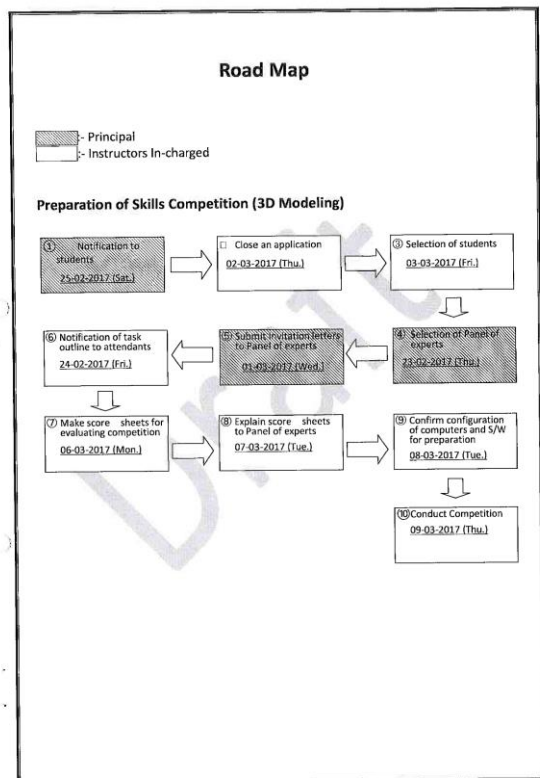 Road Map
:- Principal
:- Instructors In-charged
Preparation of Skills Competition (3D Modeling)
① Notification to
students
25-02-2017 (Sat.)
□ Close an application
02-03-2017 (Thu.)
③ Selection of students
03-03-2017 (Fri.)
④ Selection of Panel of
experts
23-02-2017 (Thu.)
⑤ Submit invitation letters
to Panel of experts
01-03-2017 (Wed.)
⑥ Notification of task
outline to attendants
24-02-2017 (Fri.)
⑦ Make score sheets for
evaluating competition
06-03-2017 (Mon.)
⑧ Explain score sheets
to Panel of experts
07-03-2017 (Tue.)
⑨ Confirm configuration
of computers and S/W
for preparation
08-03-2017 (Tue.)
⑩Conduct Competition
09-03-2017 (Thu.)
Draft